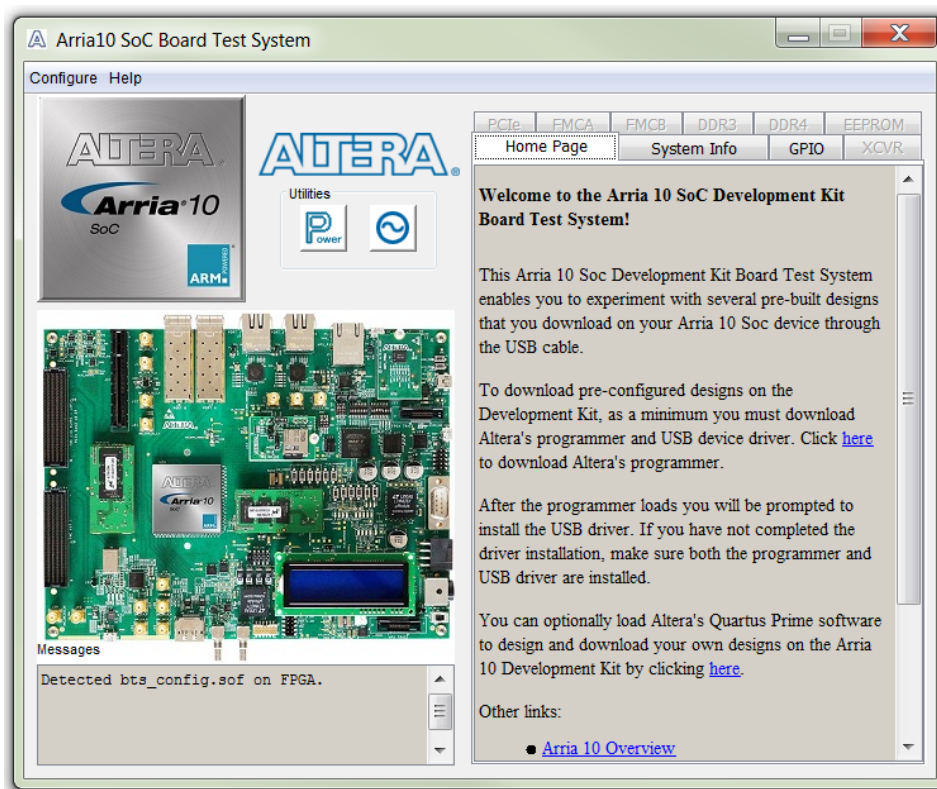 Arria10 SoC Board Test System
Configure Help
ALTERA
Arria 10
SoC
ARM
POWERED
ALTERA
Utilities
Power
PCIe FMCA FMCB DDR3 DDR4 EEPROM
Home Page System Info GPIO XCVR
Welcome to the Arria 10 SoC Development Kit
Board Test System!
This Arria 10 Soc Development Kit Board Test System
enables you to experiment with several pre-built designs
that you download on your Arria 10 Soc device through
the USB cable.
To download pre-configured designs on the
Development Kit, as a minimum you must download
Altera's programmer and USB device driver. Click here
to download Altera's programmer.
After the programmer loads you will be prompted to
install the USB driver. If you have not completed the
driver installation, make sure both the programmer and
USB driver are installed.
You can optionally load Altera's Quartus Prime software
to design and download your own designs on the Arria
10 Development Kit by clicking here.
Other links:
Arria 10 Overview
ALTERA
ALTERA
Arria 10
SoC
ARM
Messages
Detected bts_config.sof on FPGA.